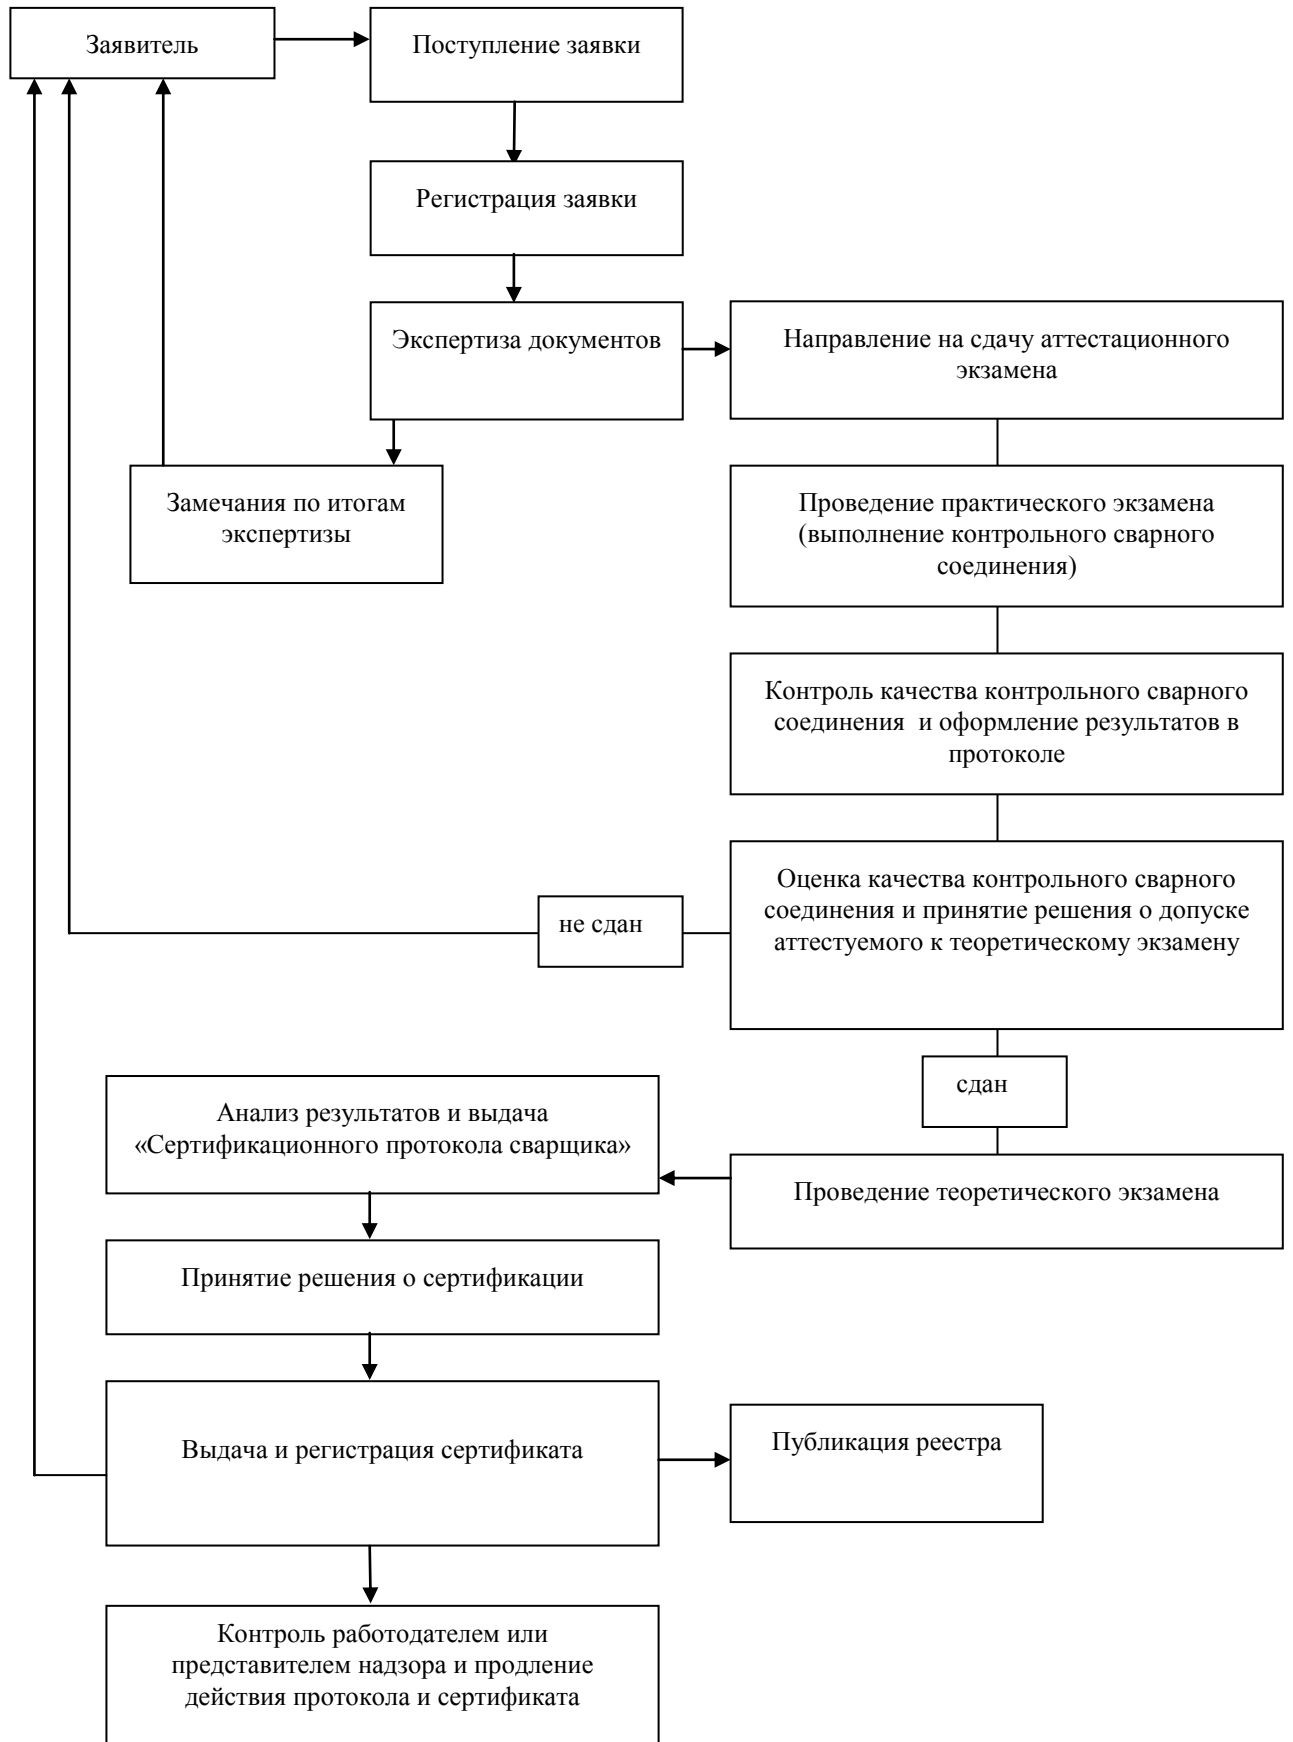 Заявитель
Поступление заявки
Регистрация заявки
Экспертиза документов
Направление на сдачу аттестационного
экзамена
Замечания по итогам
экспертизы
Проведение практического экзамена
(выполнение контрольного сварного
соединения)
Контроль качества контрольного сварного
соединения и оформление результатов в
протоколе
Оценка качества контрольного сварного
соединения и принятие решения о допуске
аттестуемого к теоретическому экзамену
не сдан
сдан
Анализ результатов и выдача
«Сертификационного протокола сварщика»
Проведение теоретического экзамена
Принятие решения о сертификации
Выдача и регистрация сертификата
Публикация реестра
Контроль работодателем или
представителем надзора и продление
действия протокола и сертификата